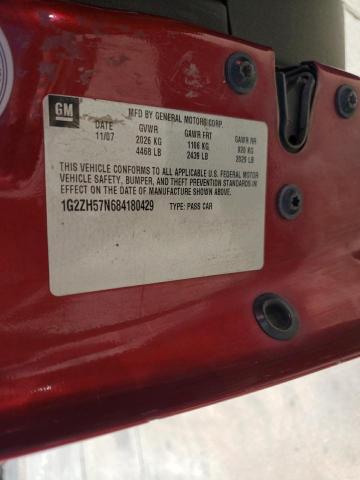 GM
MFD BY GENERAL MOTORS CORP.
DATE GVWR GAWR FRT GAWR RR
11/07 2026 KG 1106 KG 920 KG
4468 LB 2439 LB 2029 LB
THIS VEHICLE CONFORMS TO ALL APPLICABLE U.S. FEDERAL MOTOR
VEHICLE SAFETY, BUMPER, AND THEFT PREVENTION STANDARDS IN
EFFECT ON THE DATE OF MANUFACTURE SHOWN ABOVE.
1G2ZH57N684180429 TYPE: PASS CAR